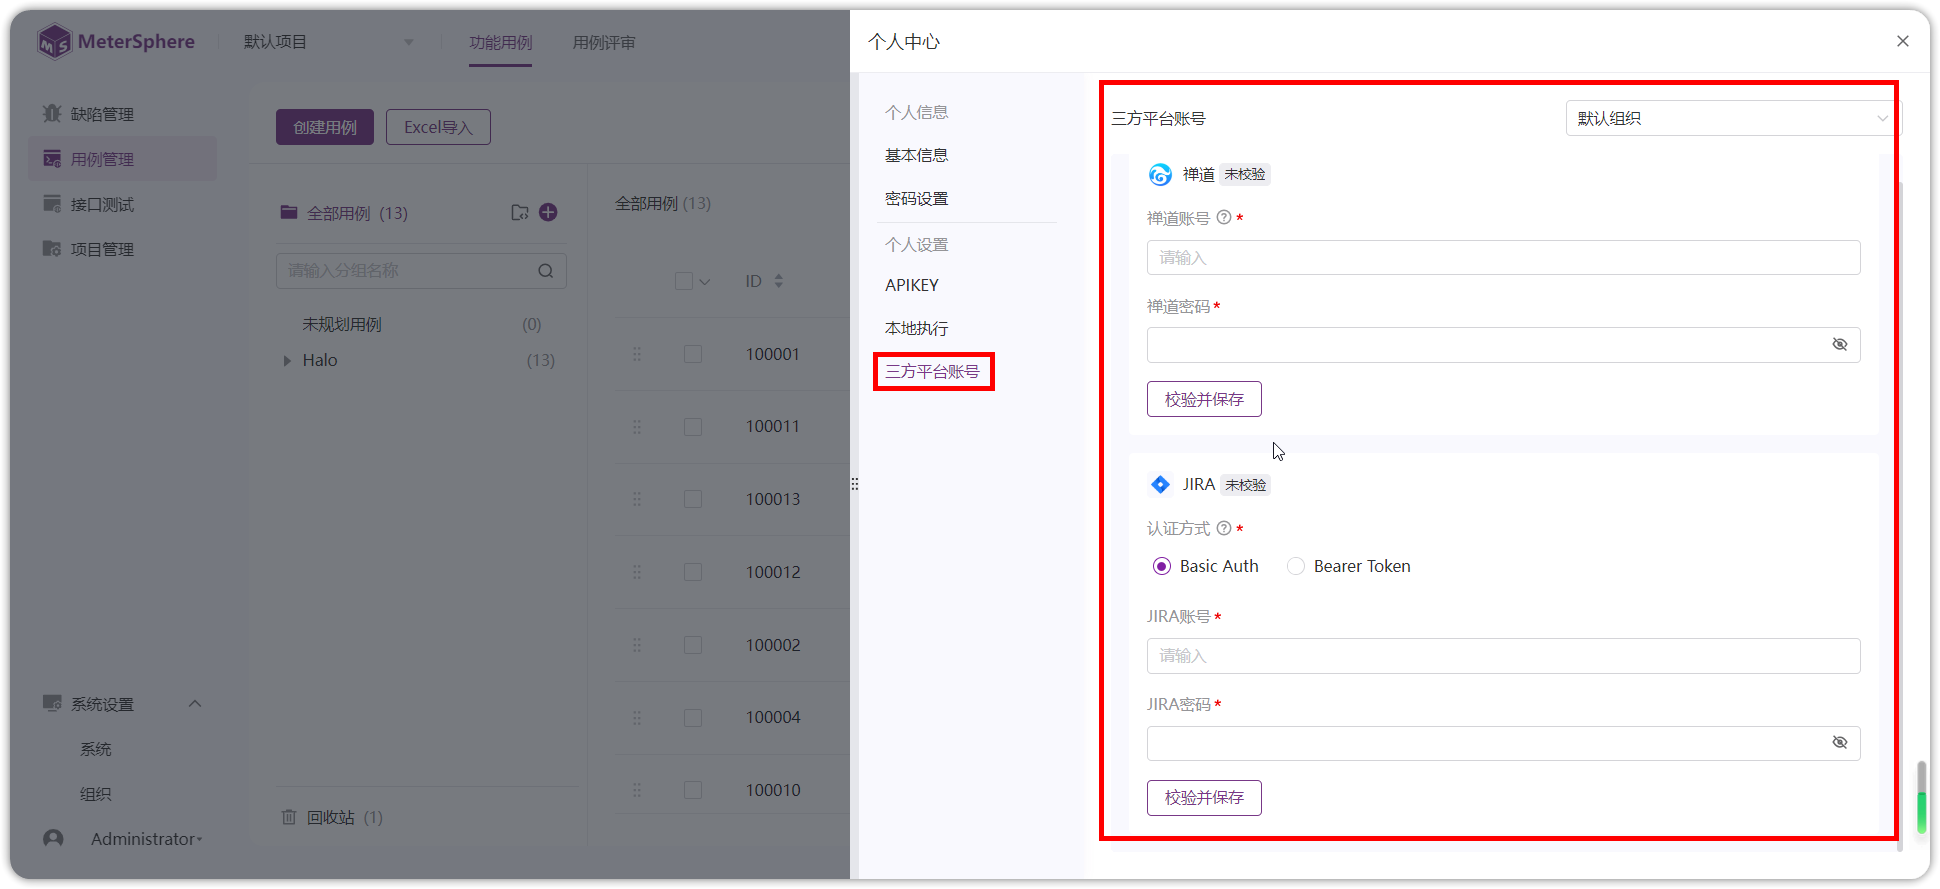 MeterSphere
默认项目
功能用例
用例评审
缺陷管理
用例管理
接口测试
项目管理
系统设置
系统
组织
Administrator
创建用例
Excel导入
全部用例 (13)
请输入分组名称
未规划用例 (0)
Halo (13)
回收站 (1)
全部用例 (13)
ID
100001
100011
100013
100012
100002
100004
100010
个人中心
个人信息
基本信息
密码设置
个人设置
APIKEY
本地执行
三方平台账号
三方平台账号
默认组织
禅道 未校验
禅道账号 *
请输入
禅道密码 *
校验并保存
JIRA 未校验
认证方式 *
Basic Auth Bearer Token
JIRA账号 *
请输入
JIRA密码 *
校验并保存